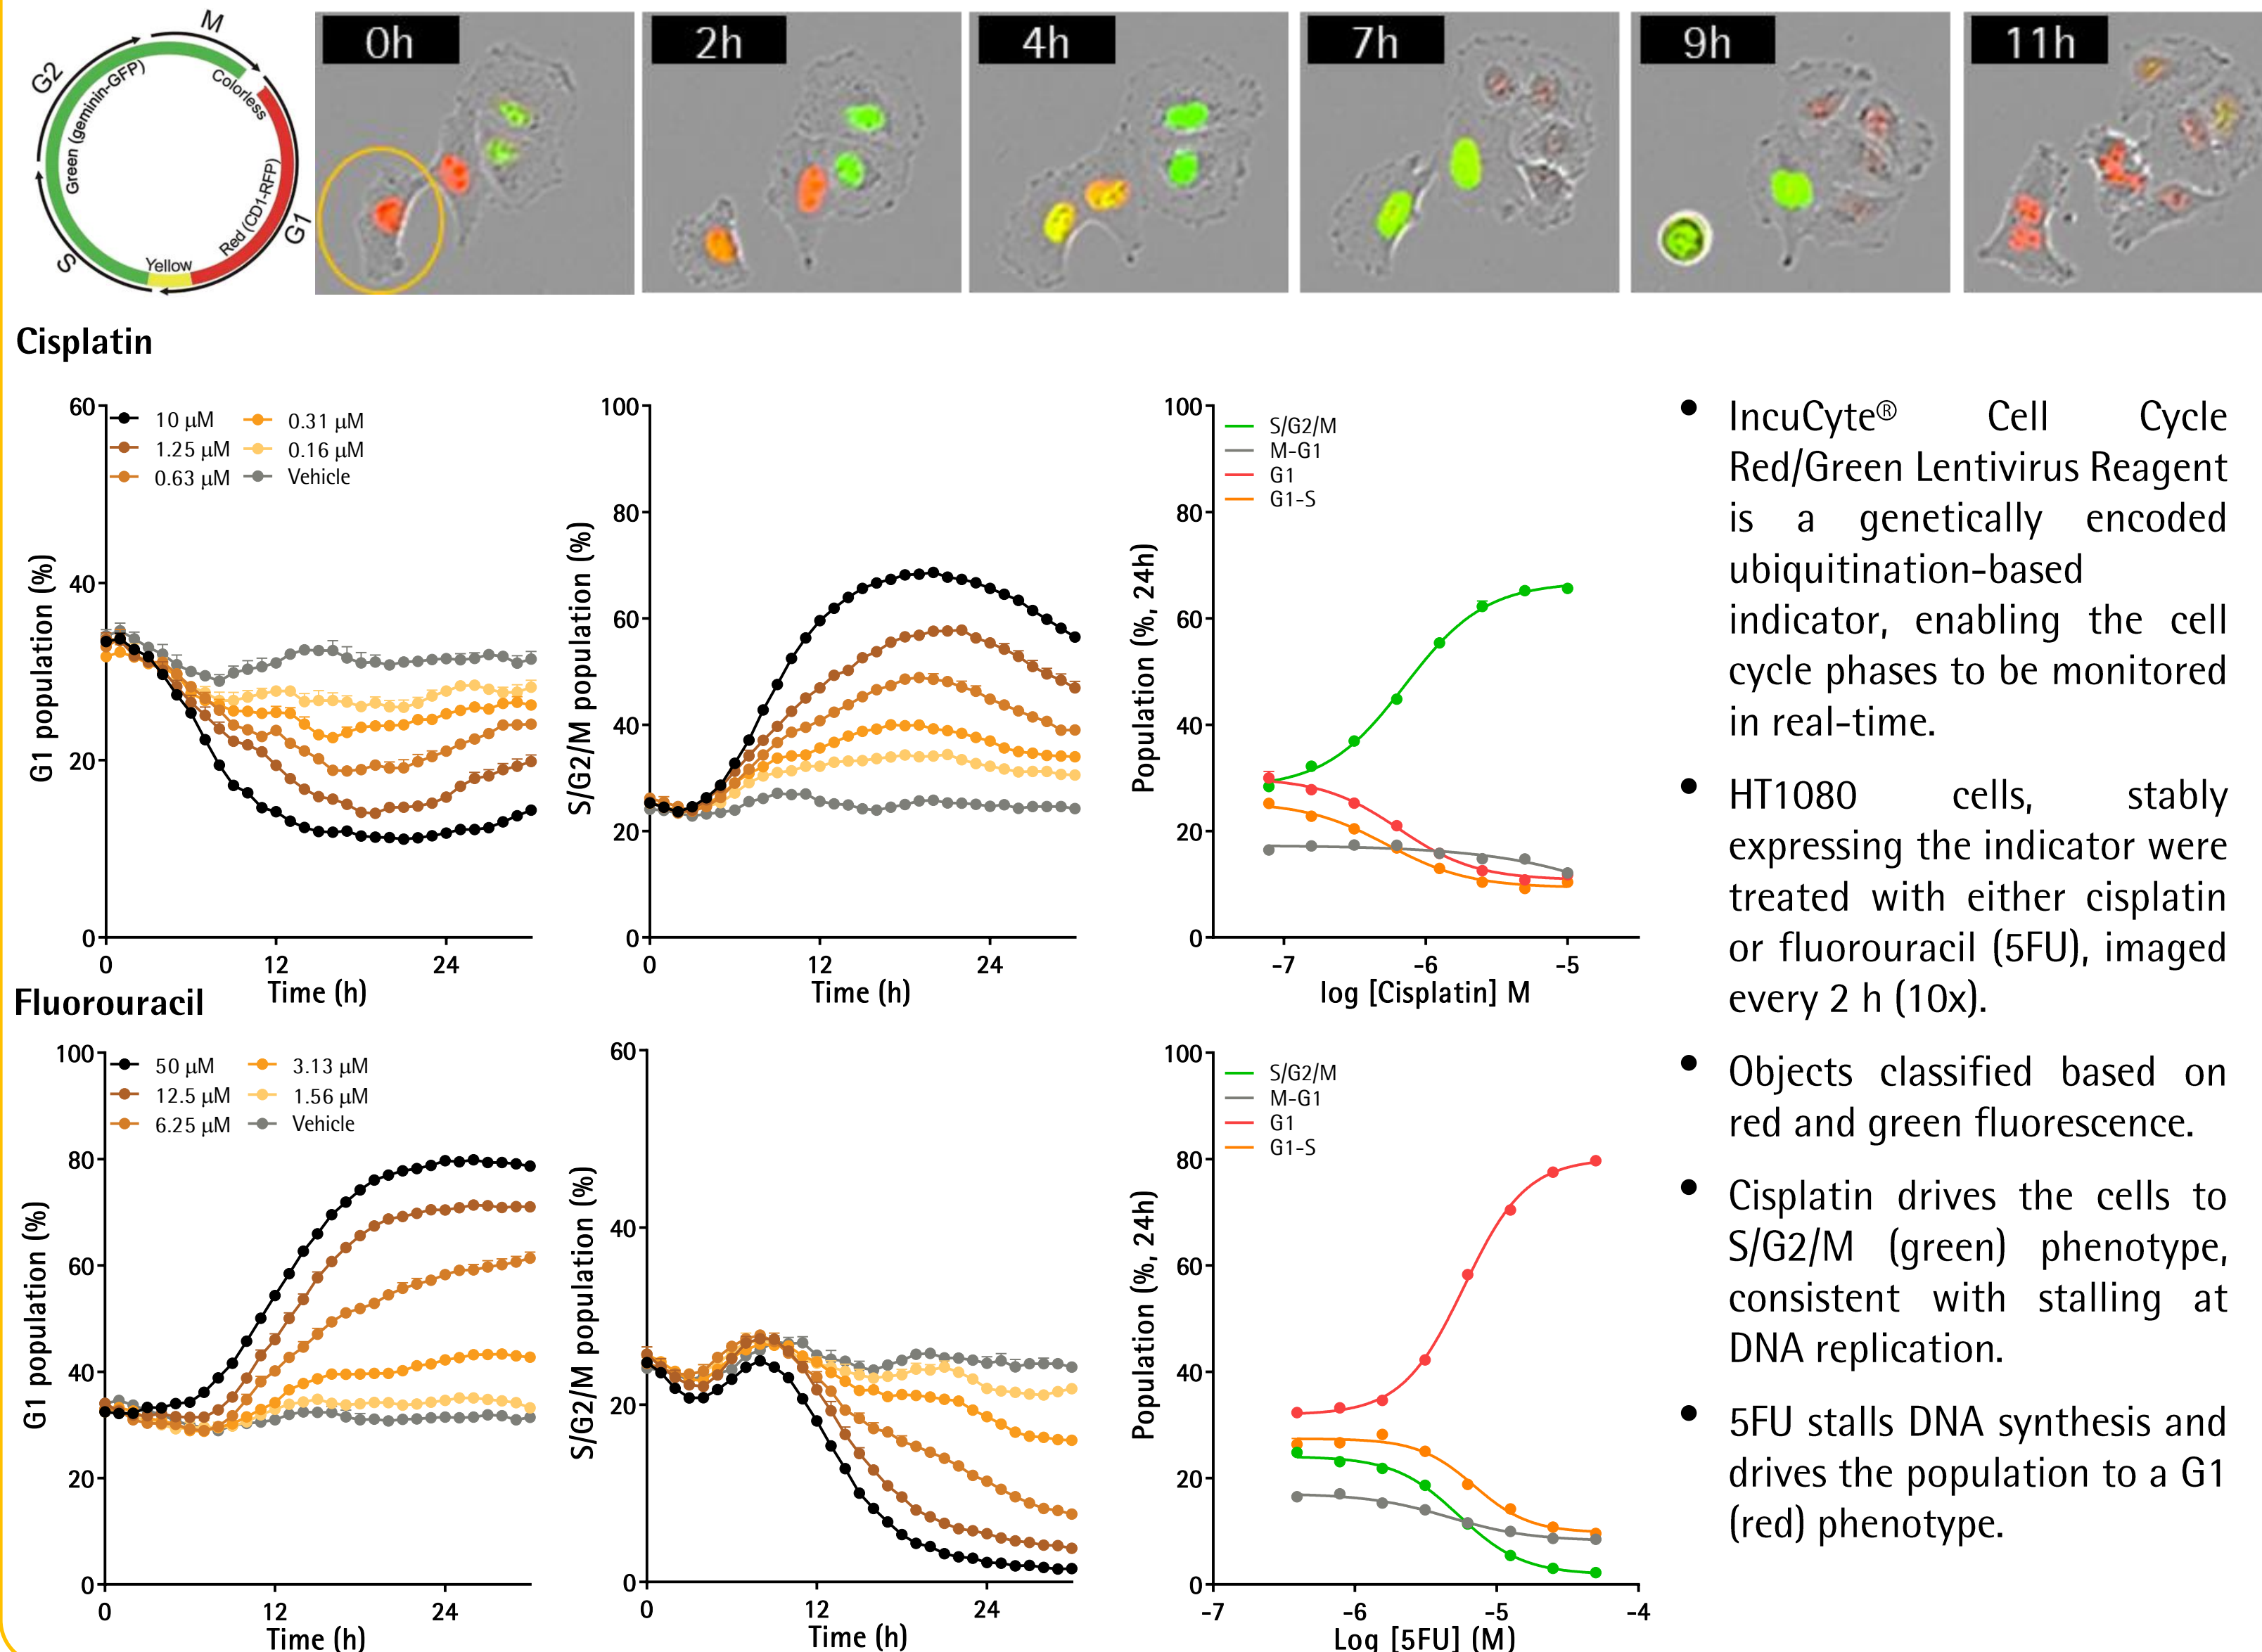 M
G2
Colorless
Green (geminin-GFP)
Red (CD1-RFP)
G1
S
Yellow
0h
2h
4h
7h
9h
11h
Cisplatin
60
40
20
0
0
12
24
G1 population (%)
Time (h)
10 µM
1.25 µM
0.63 µM
0.31 µM
0.16 µM
Vehicle
100
80
60
40
20
0
0
12
24
S/G2/M population (%)
Time (h)
100
80
60
40
20
0
-7
-6
-5
Population (%, 24h)
log [Cisplatin] M
S/G2/M
M-G1
G1
G1-S
Fluorouracil
100
80
60
40
20
0
0
12
24
G1 population (%)
Time (h)
50 µM
12.5 µM
6.25 µM
3.13 µM
1.56 µM
Vehicle
60
40
20
0
0
12
24
S/G2/M population (%)
Time (h)
100
80
60
40
20
0
-7
-6
-5
-4
Population (%, 24h)
Log [5FU] (M)
S/G2/M
M-G1
G1
G1-S
• IncuCyte® Cell Cycle
Red/Green Lentivirus Reagent
is a genetically encoded
ubiquitination-based
indicator, enabling the cell
cycle phases to be monitored
in real-time.
• HT1080 cells, stably
expressing the indicator were
treated with either cisplatin
or fluorouracil (5FU), imaged
every 2 h (10x).
• Objects classified based on
red and green fluorescence.
• Cisplatin drives the cells to
S/G2/M (green) phenotype,
consistent with stalling at
DNA replication.
• 5FU stalls DNA synthesis and
drives the population to a G1
(red) phenotype.